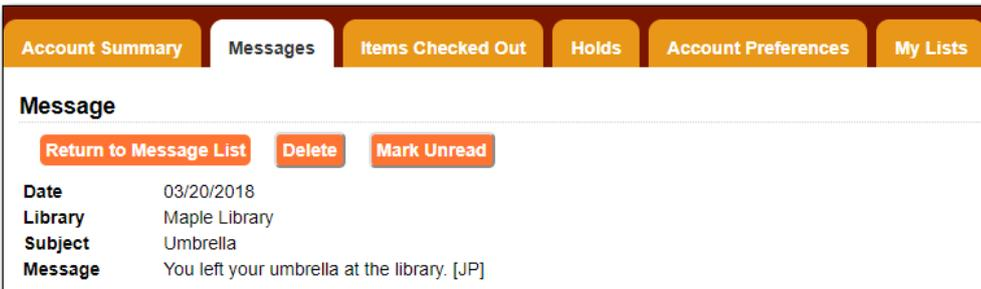 Account Summary Messages Items Checked Out Holds Account Preferences My Lists
Message
Return to Message List Delete Mark Unread
Date 03/20/2018
Library Maple Library
Subject Umbrella
Message You left your umbrella at the library. [JP]